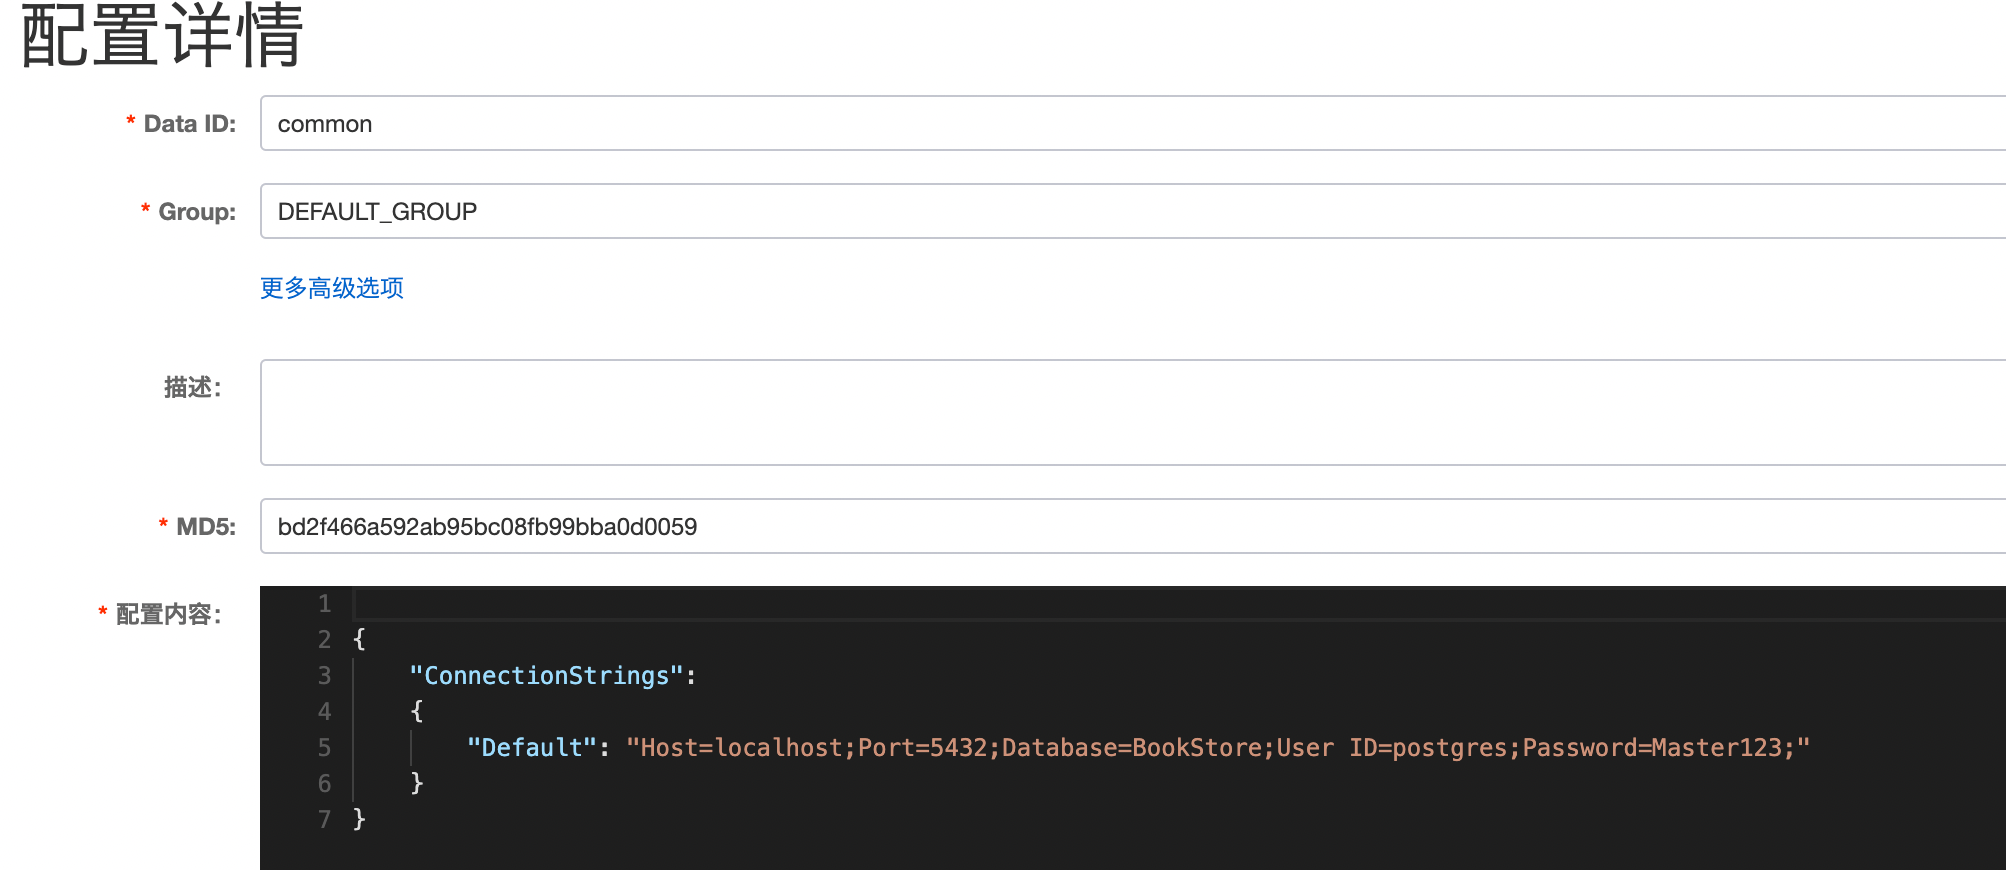 配置详情
* Data ID: common
* Group: DEFAULT_GROUP
更多高级选项
描述:
* MD5: bd2f466a592ab95bc08fb99bba0d0059
* 配置内容:
1
2 {
3     "ConnectionStrings":
4     {
5         "Default": "Host=localhost;Port=5432;Database=BookStore;User ID=postgres;Password=Master123;"
6     }
7 }